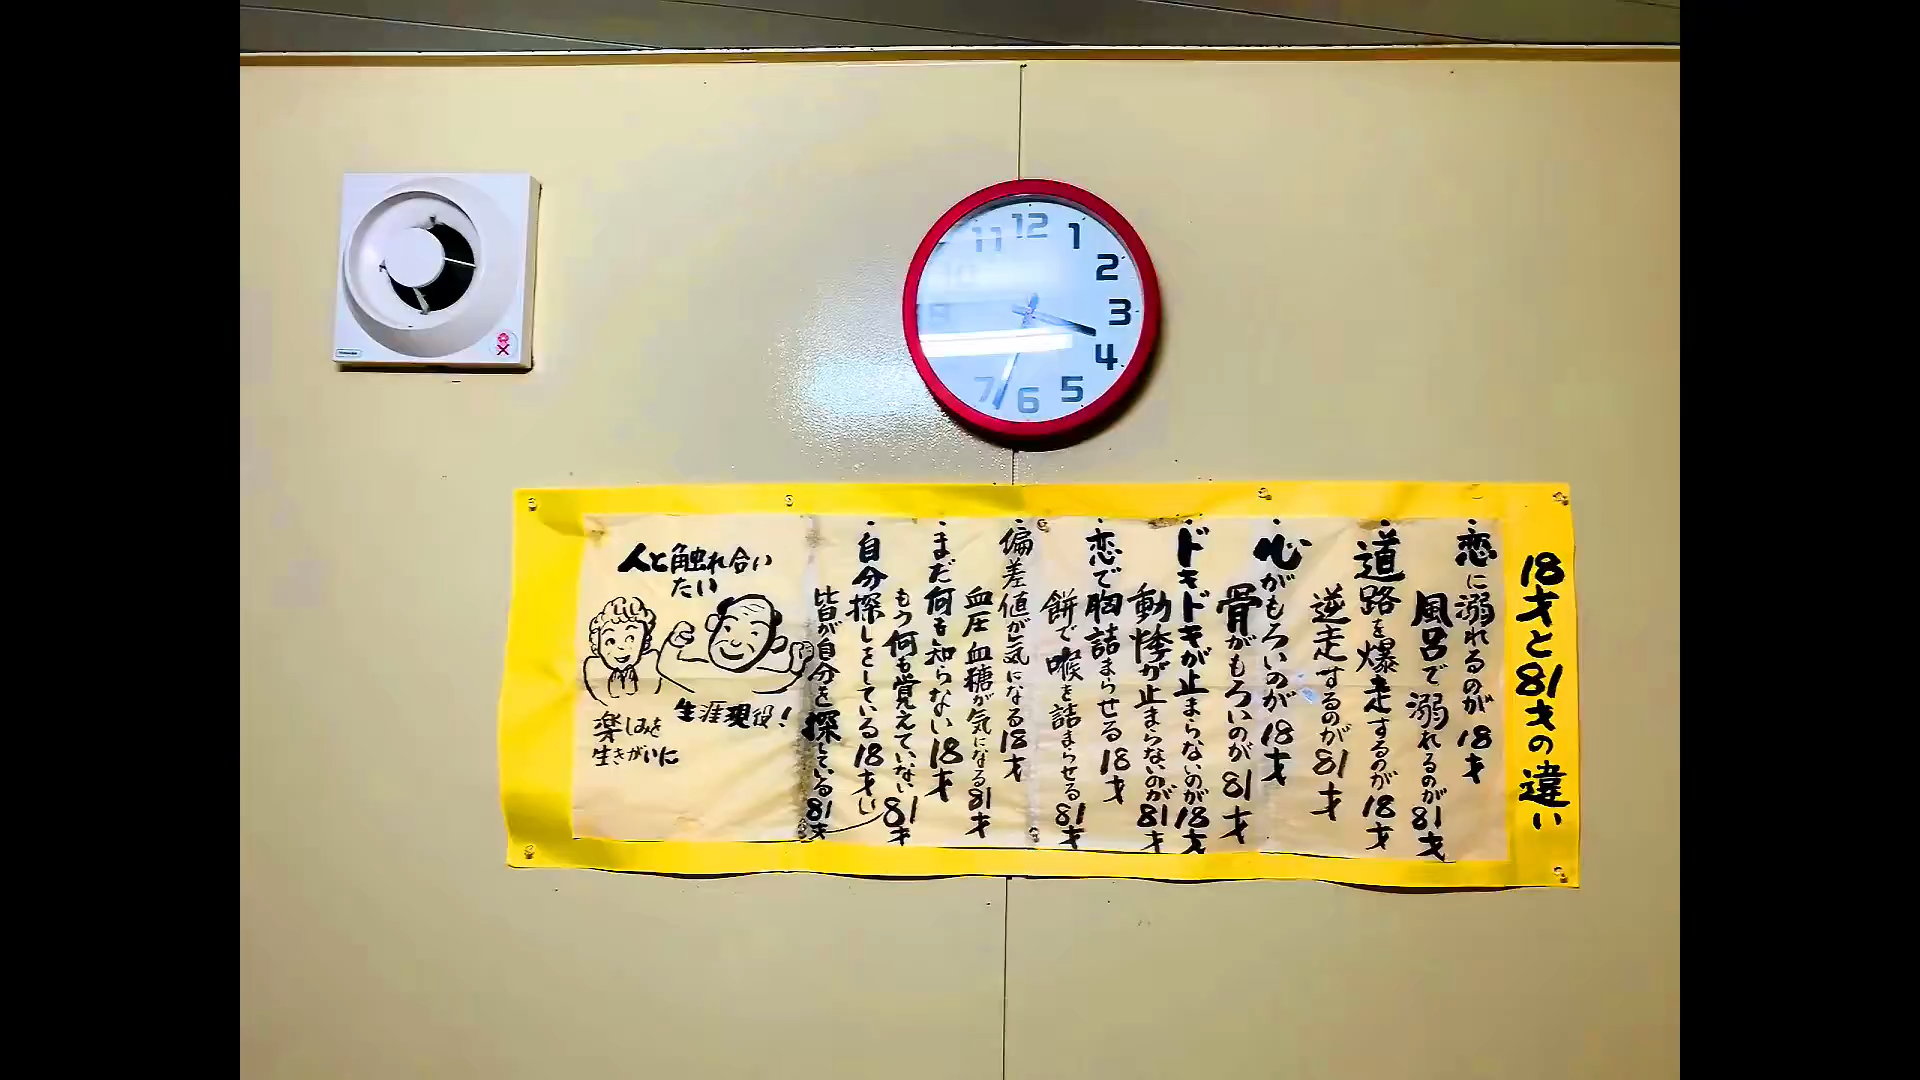 12
1
2
3
4
5
6
7
11
10
18才と81才の違い
・恋に溺れるのが18才
風呂で溺れるのが81才
・道路を爆走するのが18才
逆走するのが81才
・心がもろいのが18才
骨がもろいのが81才
・ドキドキが止まらないのが18才
動悸が止まらないのが81才
・恋で胸詰まらせる18才
餅で喉を詰まらせる81才
・偏差値が気になる18才
血圧血糖が気になる81才
・まだ何も知らない18才
もう何も覚えていない81才
・自分探しをしている18才
皆が自分を探している81才
人と触れ合い
たい
生涯現役!
楽しみを
生きがいに